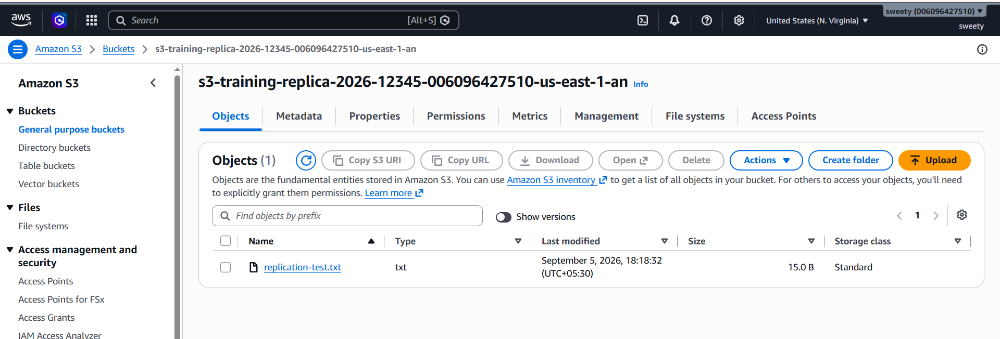 aws
Search
[Alt+S]
United States (N. Virginia)
sweety (006096427510)
sweety
Amazon S3
Buckets
s3-training-replica-2026-12345-006096427510-us-east-1-an
Amazon S3
Buckets
General purpose buckets
Directory buckets
Table buckets
Vector buckets
Files
File systems
Access management and
security
Access Points
Access Points for FSx
Access Grants
IAM Access Analyzer
s3-training-replica-2026-12345-006096427510-us-east-1-an Info
Objects
Metadata
Properties
Permissions
Metrics
Management
File systems
Access Points
Objects (1)
Copy S3 URI
Copy URL
Download
Open
Delete
Actions
Create folder
Upload
Objects are the fundamental entities stored in Amazon S3. You can use Amazon S3 inventory to get a list of all objects in your bucket. For others to access your objects, you'll need
to explicitly grant them permissions. Learn more
Find objects by prefix
Show versions
1
Name
Type
Last modified
Size
Storage class
replication-test.txt
txt
September 5, 2026, 18:18:32
(UTC+05:30)
15.0 B
Standard